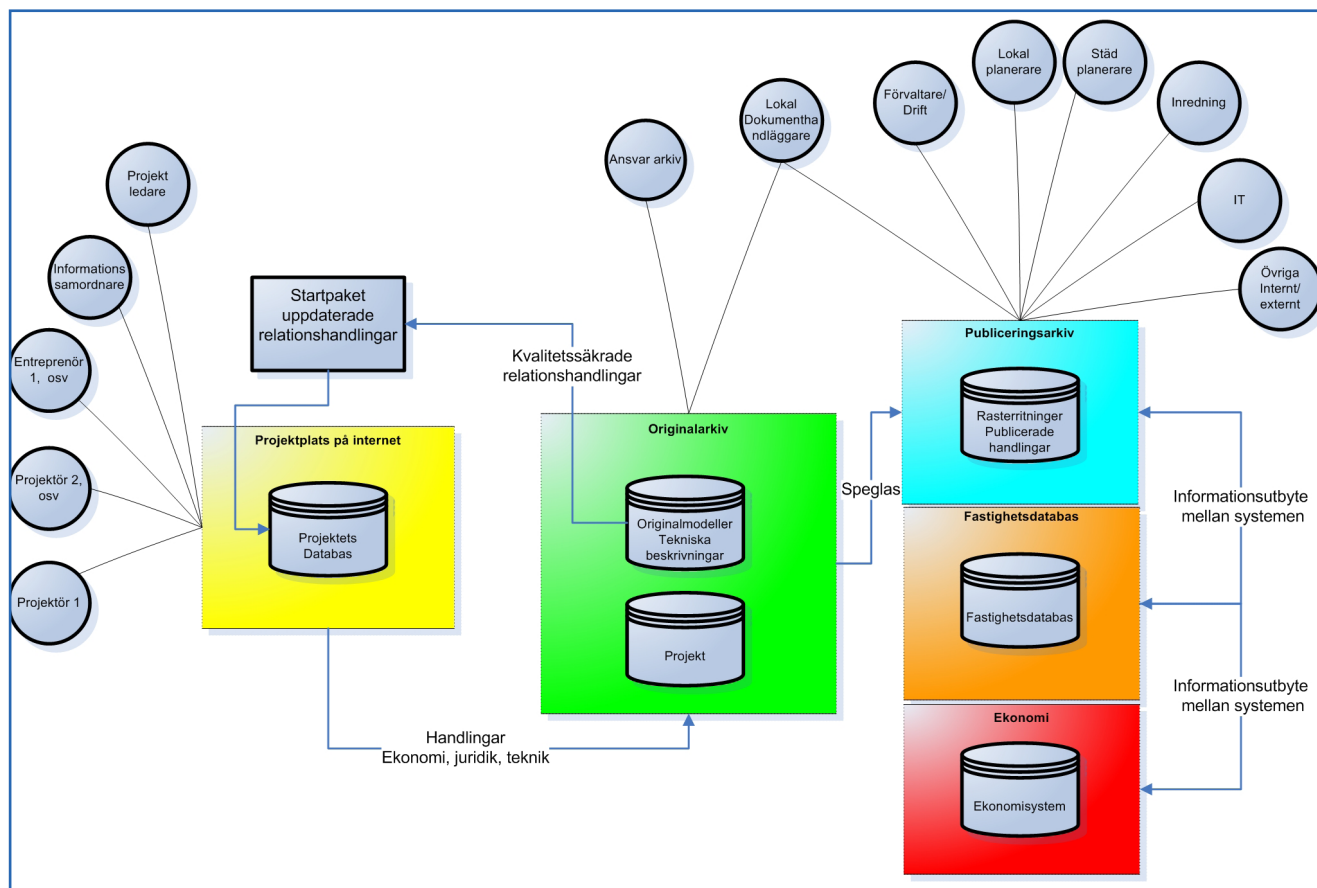 Lokal
planerare
Städ
planerare
Förvaltare/
Drift
Inredning
Lokal
Dokumentha
ndläggare
Ansvar arkiv
IT
Övriga
Internt/
externt
Projekt
ledare
Informations
samordnare
Entreprenör
1, osv
Projektör 2,
osv
Projektör 1
Startpaket
uppdaterade
relationshandlingar
Kvalitetssäkrade
relationshandlingar
Projektplats på internet
Projektets
Databas
Originalarkiv
Originalmodeller
Tekniska
beskrivningar
Projekt
Handlingar
Ekonomi, juridik, teknik
Speglas
Publiceringsarkiv
Rasterritninger
Publicerade
handlingar
Informationsutbyte
mellan systemen
Fastighetsdatabas
Fastighetsdatabas
Informationsutbyte
mellan systemen
Ekonomi
Ekonomisystem